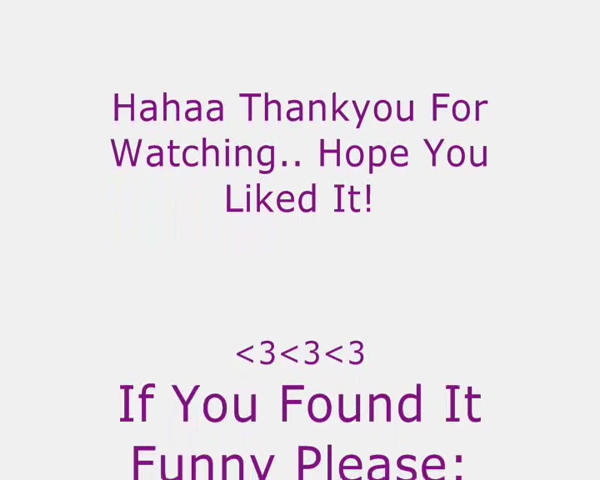 Hahaa Thankyou For
Watching.. Hope You
Liked It!
<3<3<3
If You Found It
Funny Please: